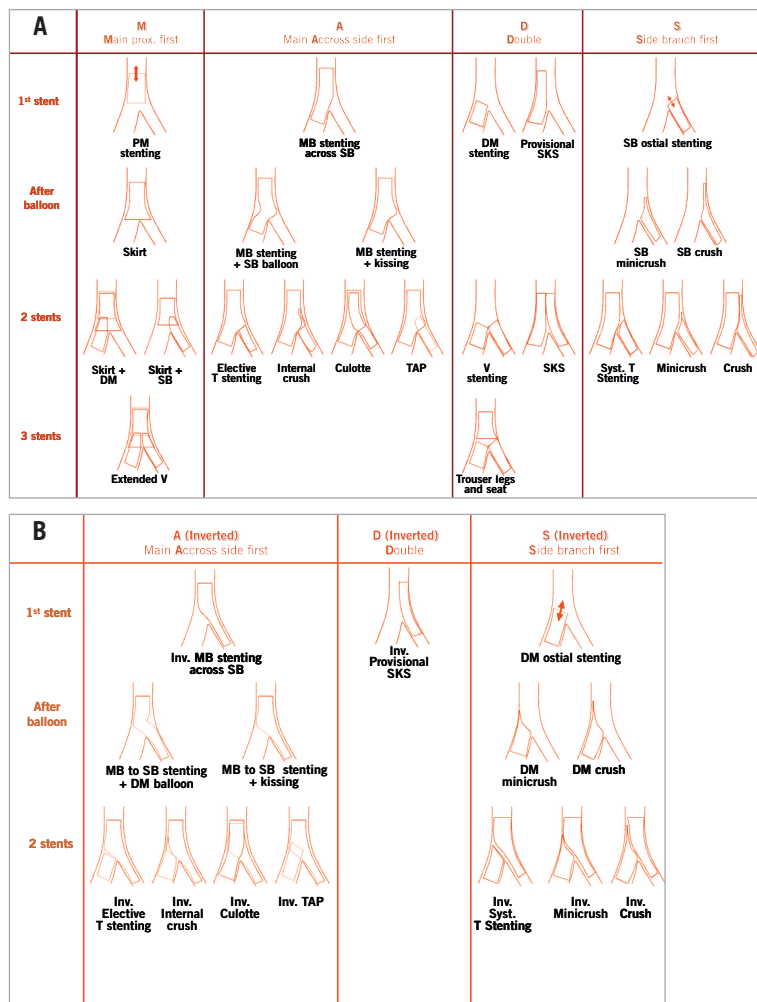 A
M
Main prox. first
A
Main Accross side first
D
Double
S
Side branch first
1st stent
PM
stenting
MB stenting
across SB
DM
stenting
Provisional
SKS
SB ostial stenting
After
balloon
Skirt
MB stenting
+ SB balloon
MB stenting
+ kissing
SB
minicrush
SB crush
2 stents
Skirt +
DM
Skirt +
SB
Elective
T stenting
Internal
crush
Culotte
TAP
V
stenting
SKS
Syst. T
Stenting
Minicrush
Crush
3 stents
Extended V
Trouser legs
and seat
B
A (Inverted)
Main Accross side first
D (Inverted)
Double
S (Inverted)
Side branch first
1st stent
Inv. MB stenting
across SB
Inv.
Provisional
SKS
DM ostial stenting
After
balloon
MB to SB stenting
+ DM balloon
MB to SB stenting
+ kissing
DM
minicrush
DM crush
2 stents
Inv.
Elective
T stenting
Inv.
Internal
crush
Inv.
Culotte
Inv. TAP
Inv.
Syst.
T Stenting
Inv.
Minicrush
Inv.
Crush